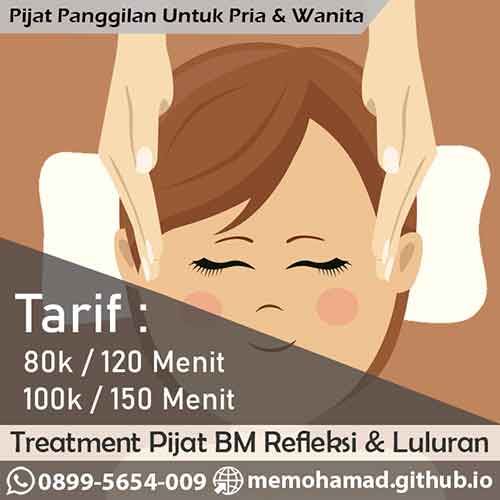 Pijat Panggilan Untuk Pria & Wanita
Tarif :
80k / 120 Menit
100k / 150 Menit
Treatment Pijat BM Refleksi & Luluran
0899-5654-009 memohamad.github.io